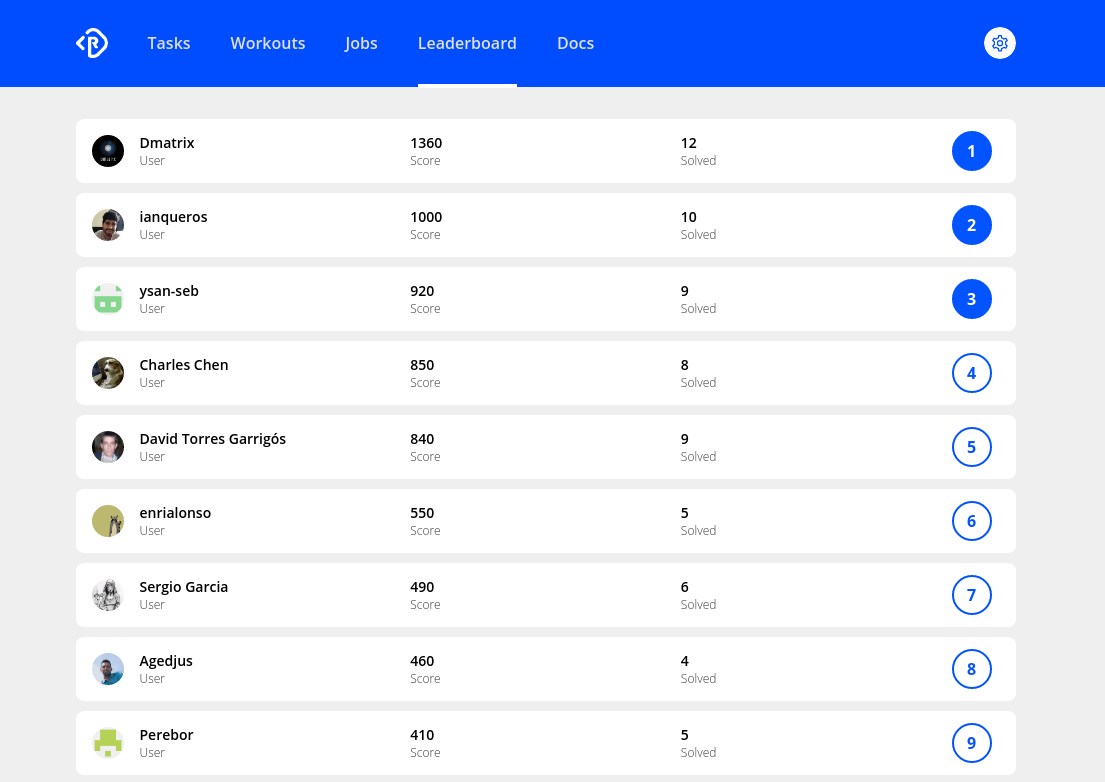 Tasks Workouts Jobs Leaderboard Docs
Dmatrix 1360 12 1
User Score Solved
ianqueros 1000 10 2
User Score Solved
ysan-seb 920 9 3
User Score Solved
Charles Chen 850 8 4
User Score Solved
David Torres Garrigós 840 9 5
User Score Solved
enrialonso 550 5 6
User Score Solved
Sergio Garcia 490 6 7
User Score Solved
Agedjus 460 4 8
User Score Solved
Perebor 410 5 9
User Score Solved